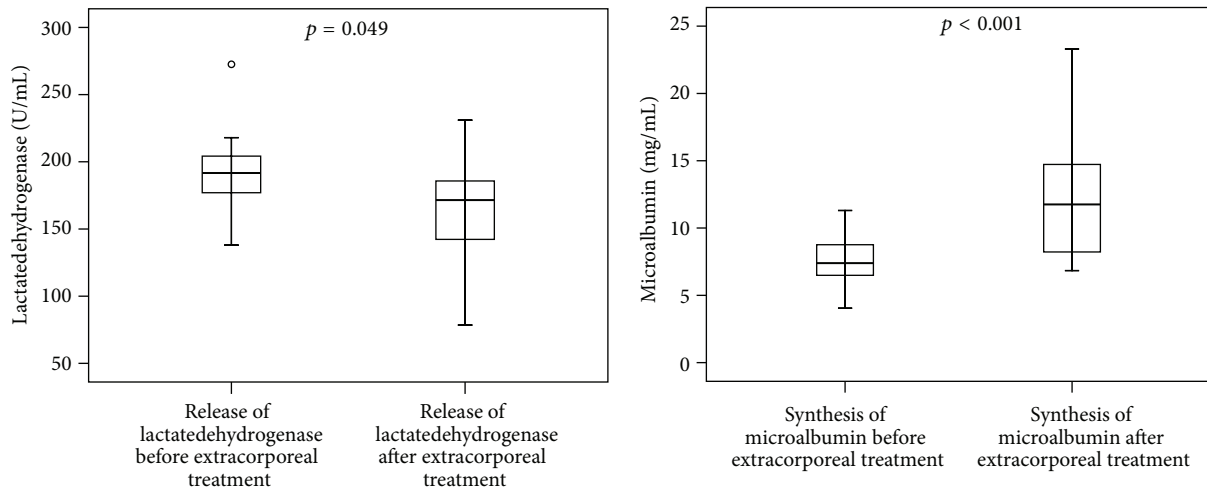 Lactatedehydrogenase (U/mL)
300
250
200
150
100
50
p = 0.049
Release of
lactatedehydrogenase
before extracorporeal
treatment
Release of
lactatedehydrogenase
after extracorporeal
treatment
Microalbumin (mg/mL)
25
20
15
10
5
0
p < 0.001
Synthesis of
microalbumin before
extracorporeal treatment
Synthesis of
microalbumin after
extracorporeal treatment